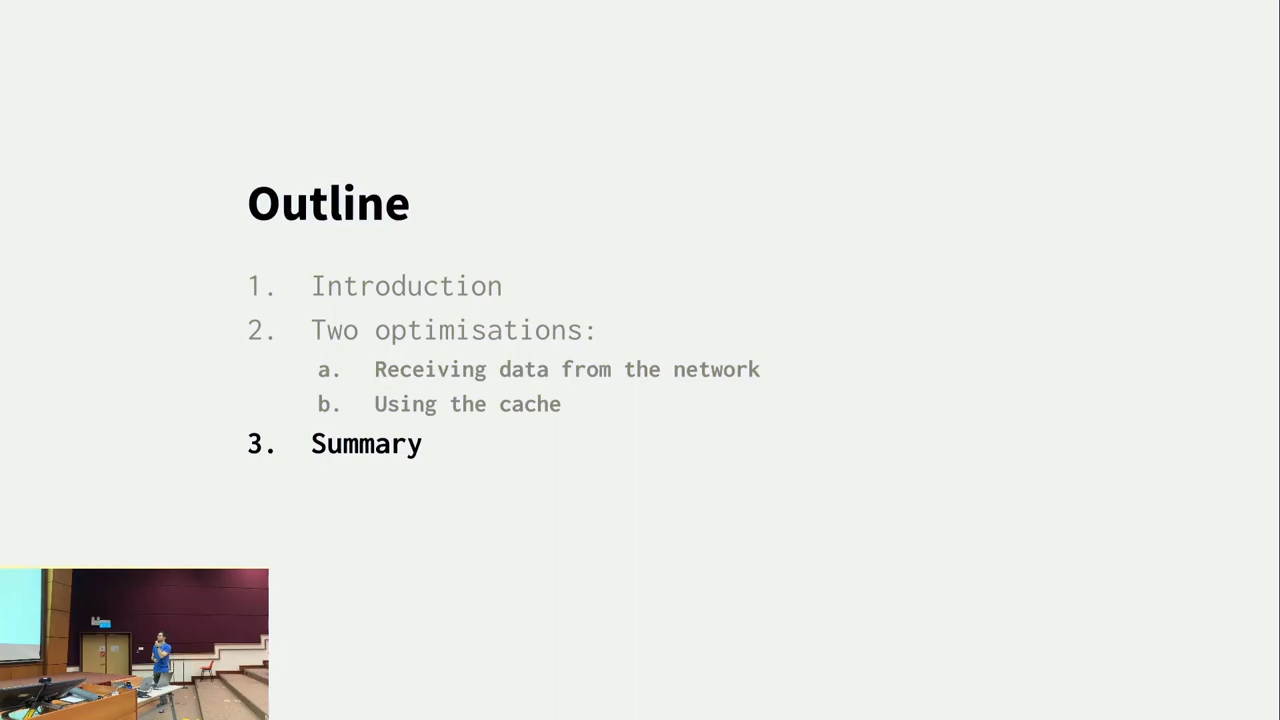 Outline
1. Introduction
2. Two optimisations:
a. Receiving data from the network
b. Using the cache
3. Summary